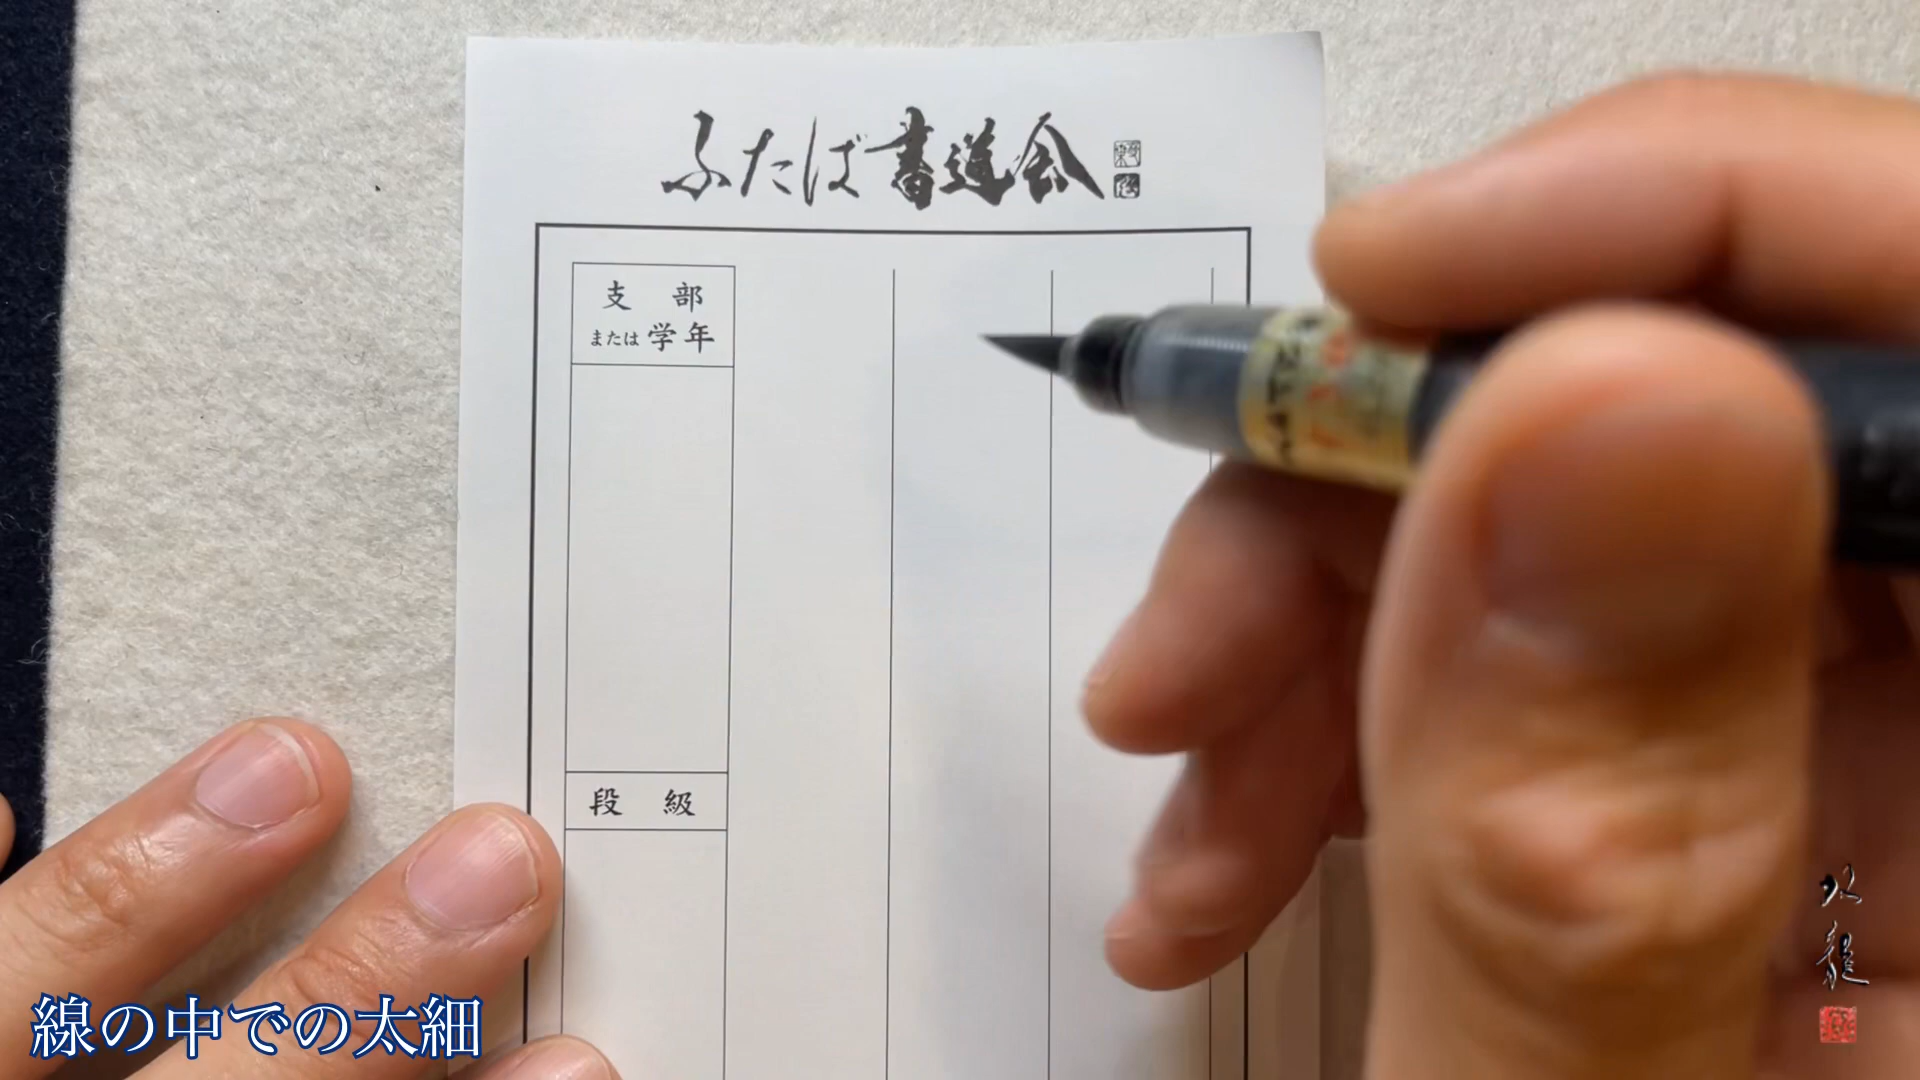 ふたば書道会
支部
または学年
段級
線の中での太細